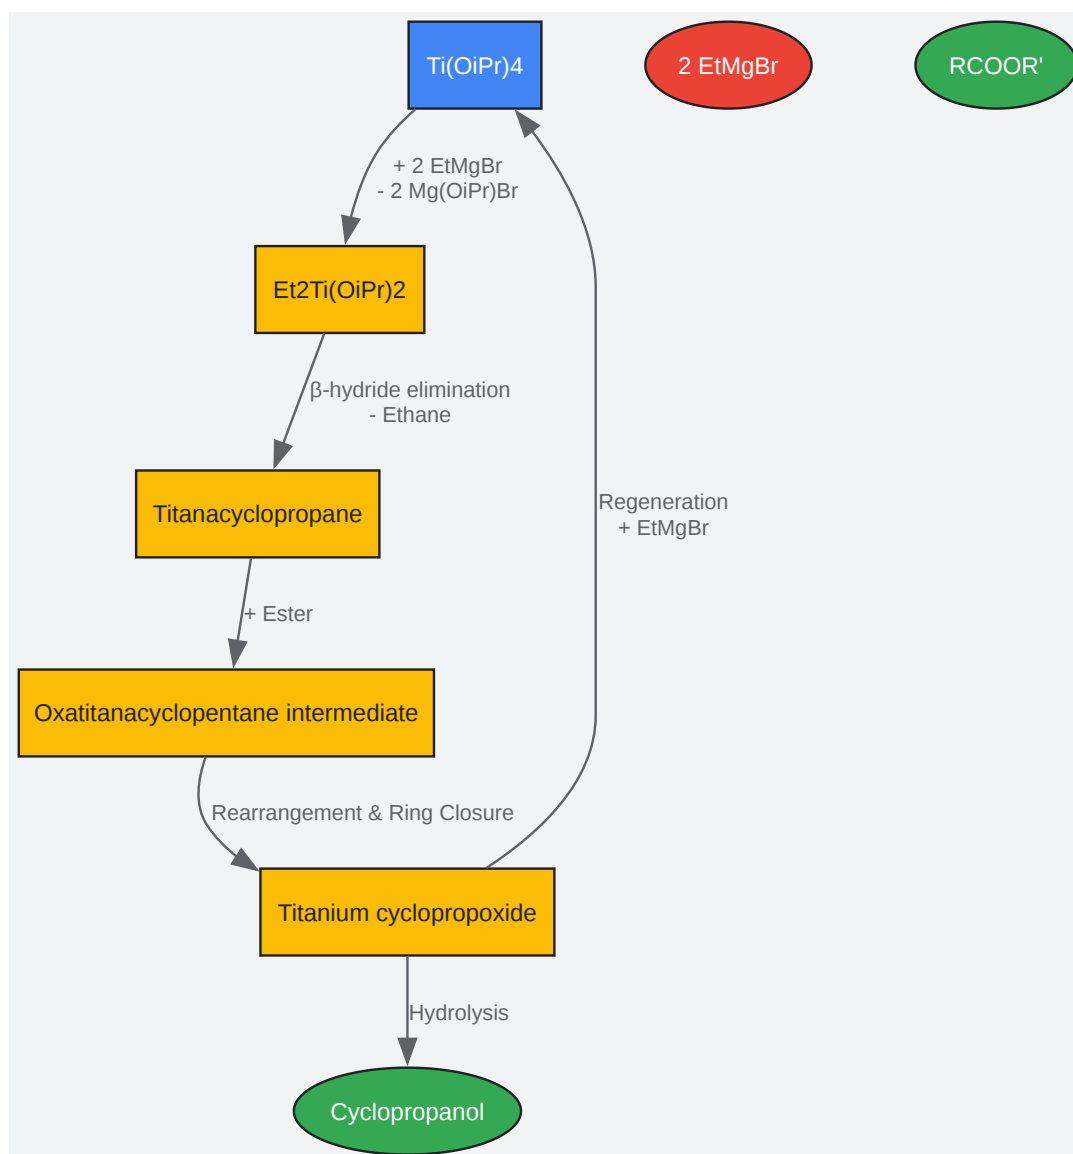 Ti(OiPr)4
2 EtMgBr
RCOOR'
+ 2 EtMgBr
- 2 Mg(OiPr)Br
Et2Ti(OiPr)2
β-hydride elimination
- Ethane
Titanacyclopropane
Regeneration
+ EtMgBr
+ Ester
Oxatitanacyclopentane intermediate
Rearrangement & Ring Closure
Titanium cyclopropoxide
Hydrolysis
Cyclopropanol